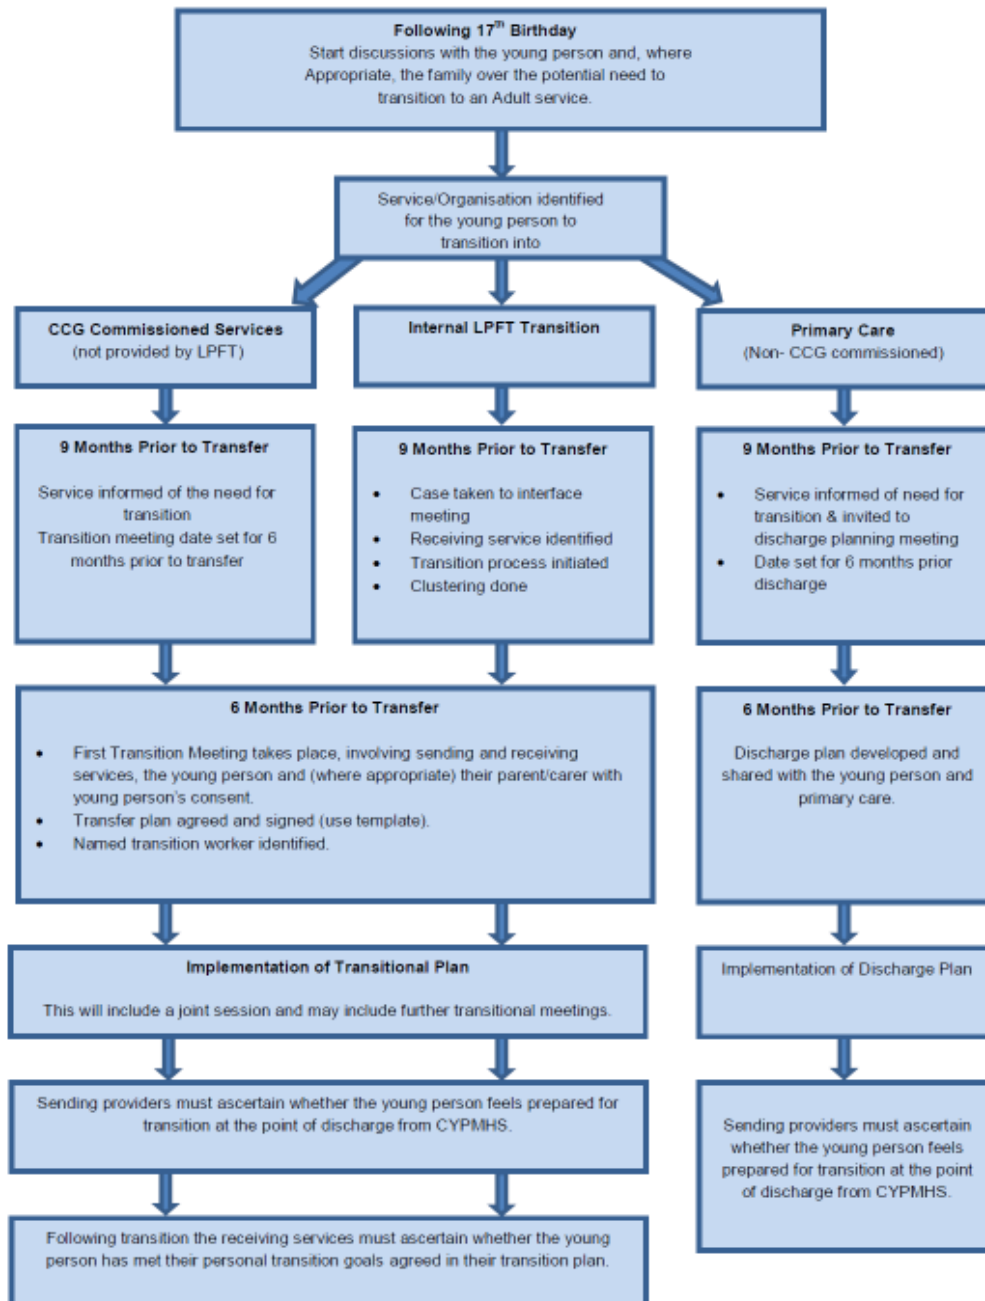 Following 17th Birthday
Start discussions with the young person and, where
Appropriate, the family over the potential need to
transition to an Adult service.
Service/Organisation identified
for the young person to
transition into
CCG Commissioned Services
(not provided by LPFT)
Internal LPFT Transition
Primary Care
(Non- CCG commissioned)
9 Months Prior to Transfer
Service informed of the need for
transition
Transition meeting date set for 6
months prior to transfer
9 Months Prior to Transfer
• Case taken to interface
meeting
• Receiving service identified
• Transition process initiated
• Clustering done
9 Months Prior to Transfer
• Service informed of need for
transition & invited to
discharge planning meeting
• Date set for 6 months prior
discharge
6 Months Prior to Transfer
• First Transition Meeting takes place, involving sending and receiving
services, the young person and (where appropriate) their parent/carer with
young person's consent.
• Transfer plan agreed and signed (use template).
• Named transition worker identified.
6 Months Prior to Transfer
Discharge plan developed and
shared with the young person and
primary care.
Implementation of Transitional Plan
This will include a joint session and may include further transitional meetings.
Implementation of Discharge Plan
Sending providers must ascertain whether the young person feels prepared for
transition at the point of discharge from CYPMHS.
Sending providers must ascertain
whether the young person feels
prepared for transition at the point
of discharge from CYPMHS.
Following transition the receiving services must ascertain whether the young
person has met their personal transition goals agreed in their transition plan.